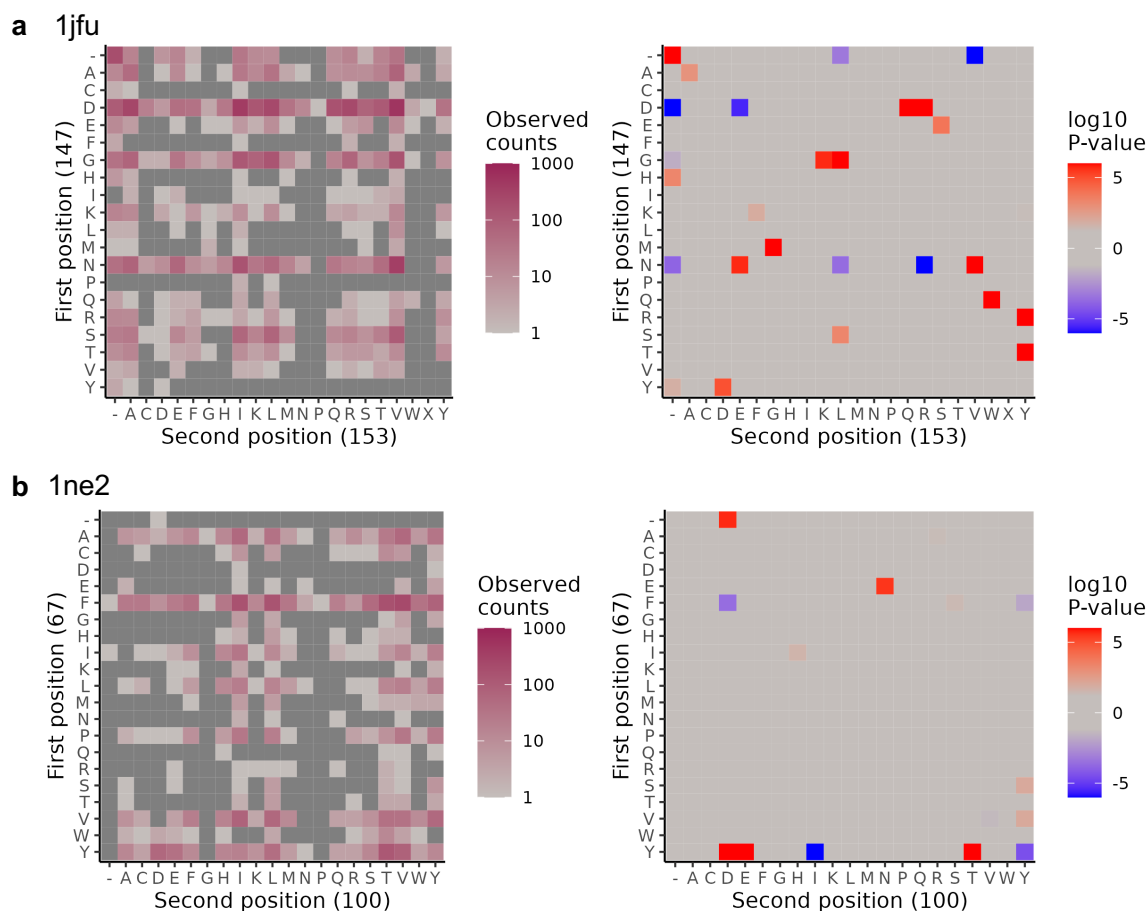 a 1jfu
-
A
C
D
E
F
G
H
I
K
L
M
N
P
Q
R
S
T
V
Y
First position (147)
- A C D E F G H I K L M N P Q R S T V W X Y
Second position (153)
Observed
counts
1000
100
10
1
-
A
C
D
E
F
G
H
I
K
L
M
N
P
Q
R
S
T
V
Y
First position (147)
- A C D E F G H I K L M N P Q R S T V W X Y
Second position (153)
log10
P-value
5
0
-5
b 1ne2
-
A
C
D
E
F
G
H
I
K
L
M
N
P
Q
R
S
T
V
W
Y
First position (67)
- A C D E F G H I K L M N P Q R S T V W Y
Second position (100)
Observed
counts
1000
100
10
1
-
A
C
D
E
F
G
H
I
K
L
M
N
P
Q
R
S
T
V
W
Y
First position (67)
- A C D E F G H I K L M N P Q R S T V W Y
Second position (100)
log10
P-value
5
0
-5